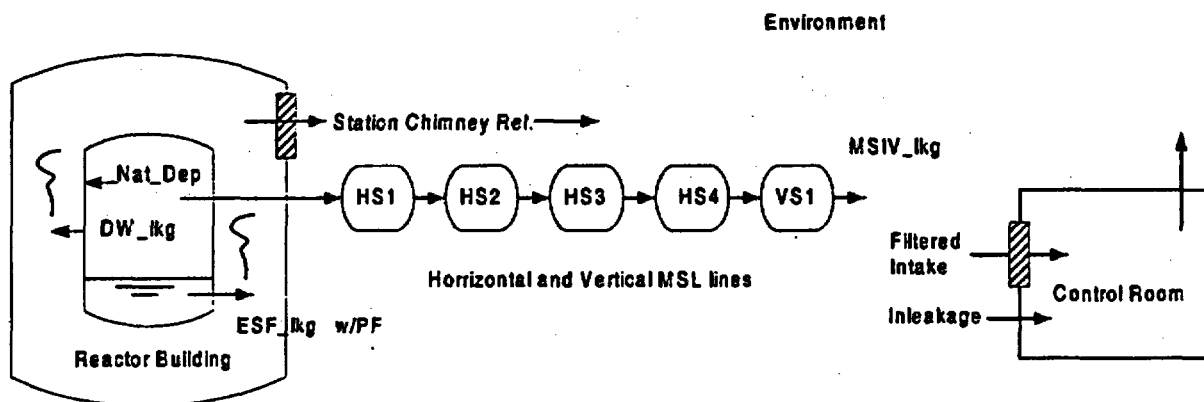 Environment
Station Chimney Rel.
Nat_Dep
MSIV_lkg
HS1
HS2
HS3
HS4
VS1
DW_lkg
Filtered
Intake
Horrizontal and Vertical MSL lines
Control Room
ESF_lkg w/PF
Inleakage
Reactor Building